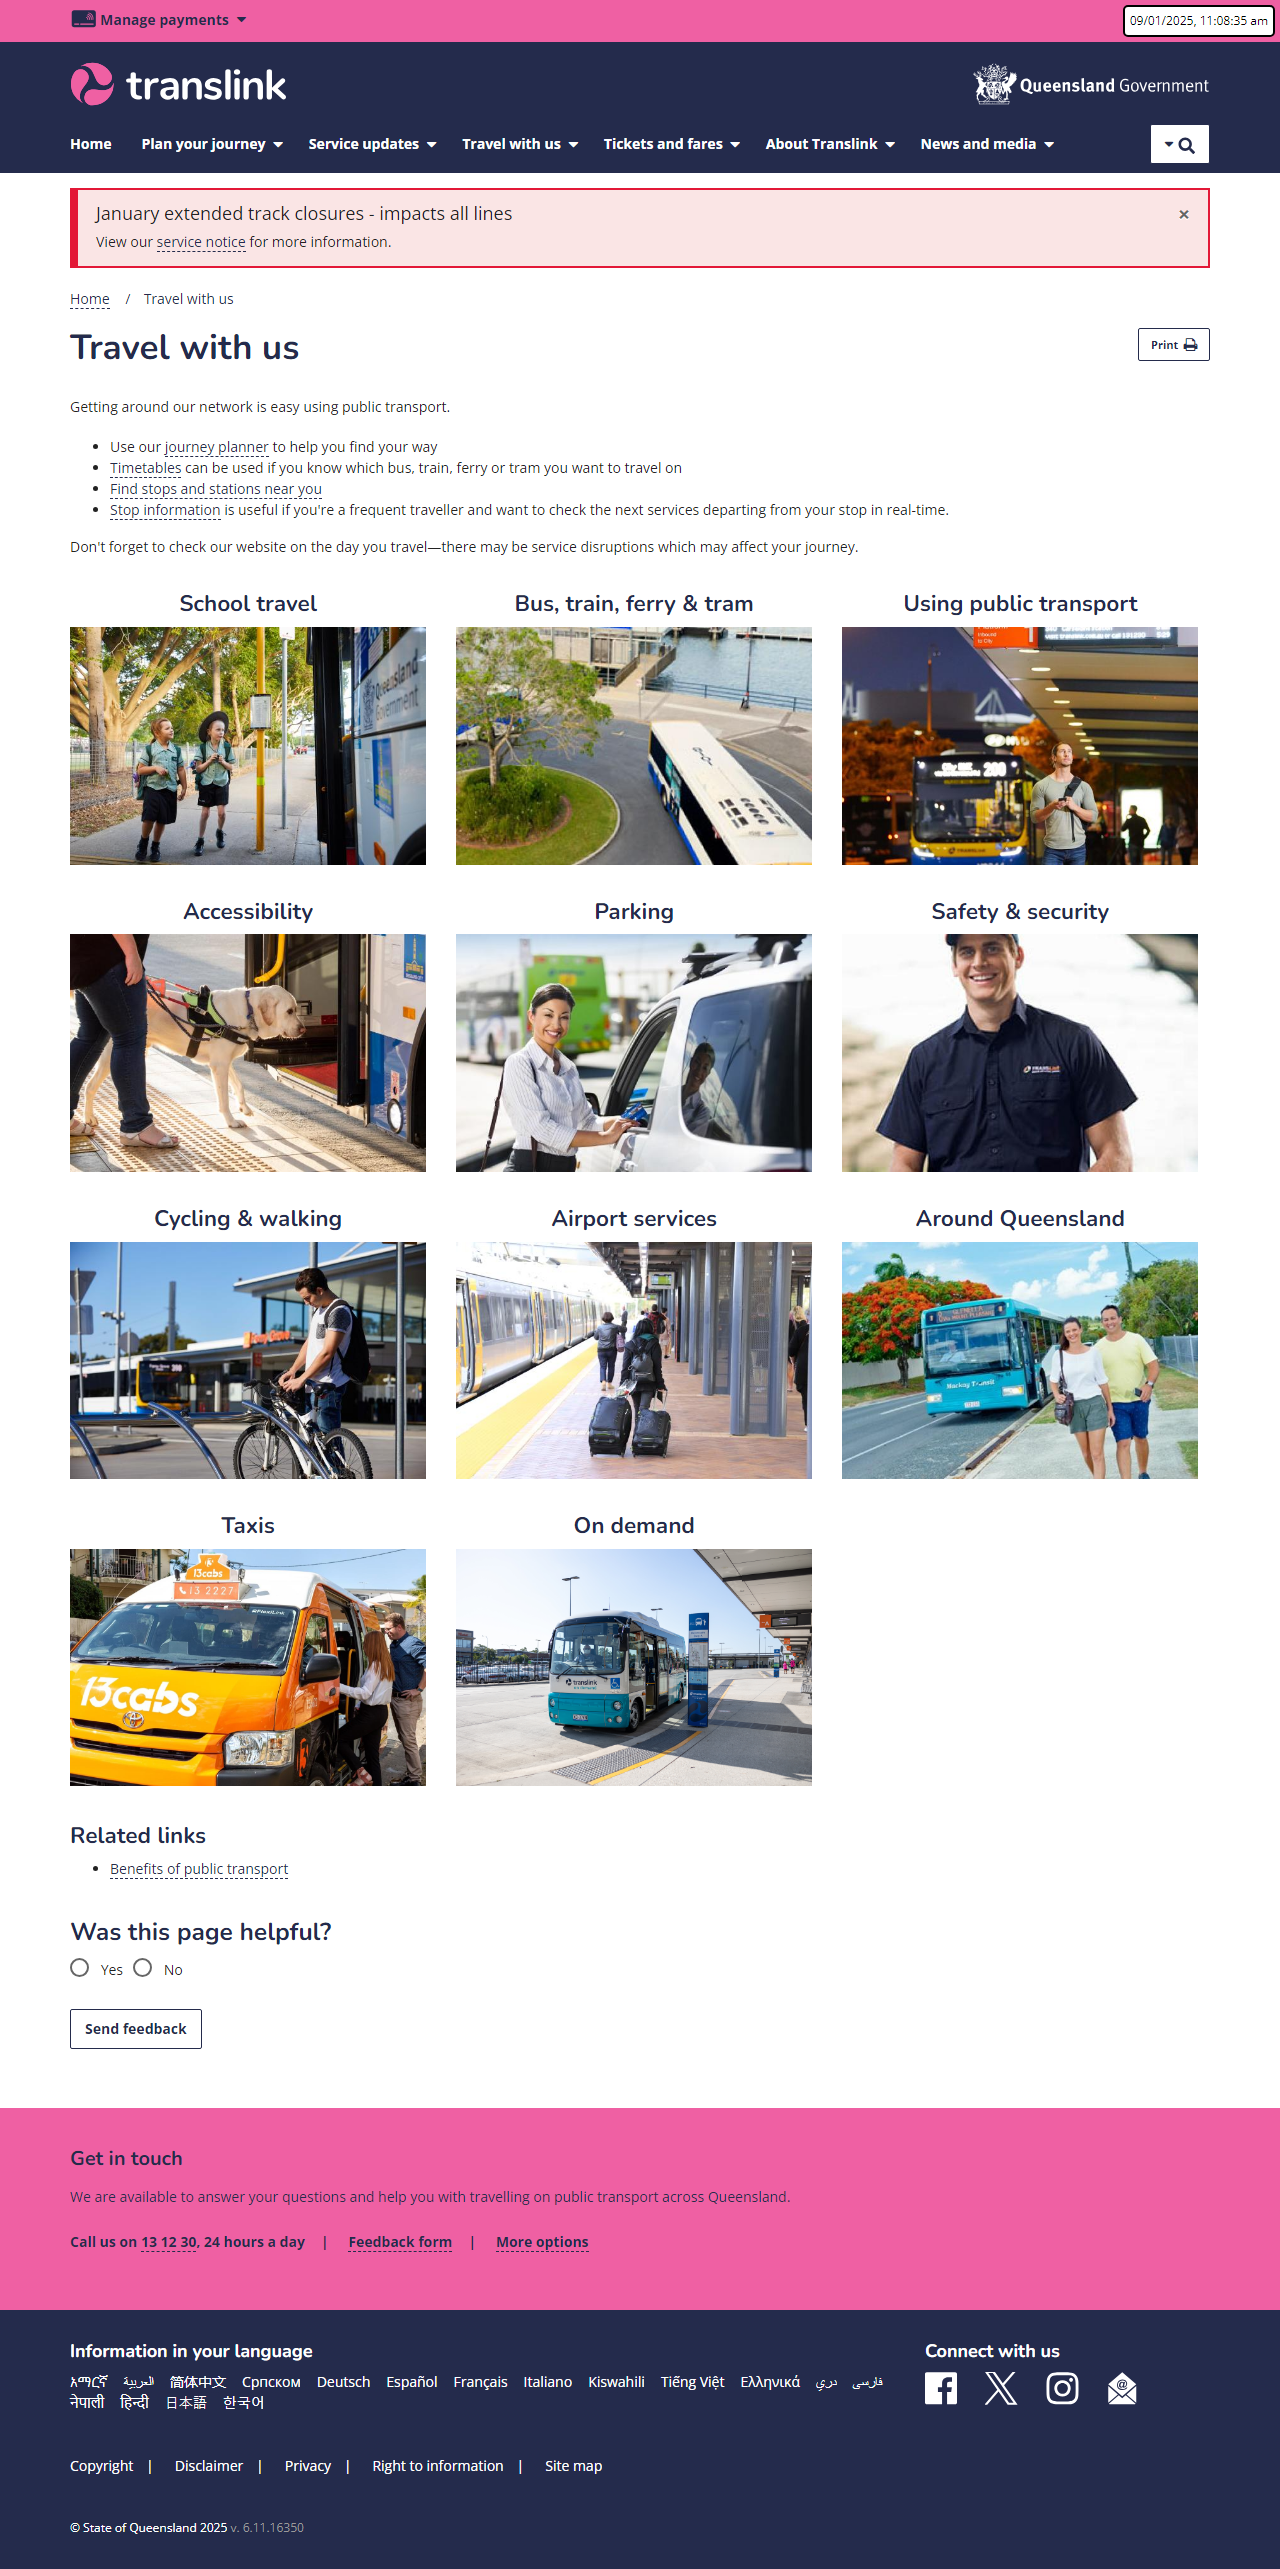 Manage payments
09/01/2025, 11:08:35 am
translink
Queensland Government
Home Plan your journey Service updates Travel with us Tickets and fares About Translink News and media
January extended track closures - impacts all lines ×
View our service notice for more information.
Home / Travel with us
Travel with us
Print
Getting around our network is easy using public transport.
• Use our journey planner to help you find your way
• Timetables can be used if you know which bus, train, ferry or tram you want to travel on
• Find stops and stations near you
• Stop information is useful if you're a frequent traveller and want to check the next services departing from your stop in real-time.
Don't forget to check our website on the day you travel—there may be service disruptions which may affect your journey.
School travel Bus, train, ferry & tram Using public transport
Queensland
Government
200
TRANSLINK
Accessibility Parking Safety & security
Cycling & walking Airport services Around Queensland
Mackay Transit
Taxis On demand
13cabs
13 2227
13cabs
translink
Related links
• Benefits of public transport
Was this page helpful?
Yes No
Send feedback
Get in touch
We are available to answer your questions and help you with travelling on public transport across Queensland.
Call us on 13 12 30, 24 hours a day | Feedback form | More options
Information in your language Connect with us
አማርኛ العربية 简体中文 Српском Deutsch Español Français Italiano Kiswahili Tiếng Việt Ελληνικά دری فارسی
नेपाली हिन्दी 日本語 한국어
Copyright | Disclaimer | Privacy | Right to information | Site map
© State of Queensland 2025 v. 6.11.16350